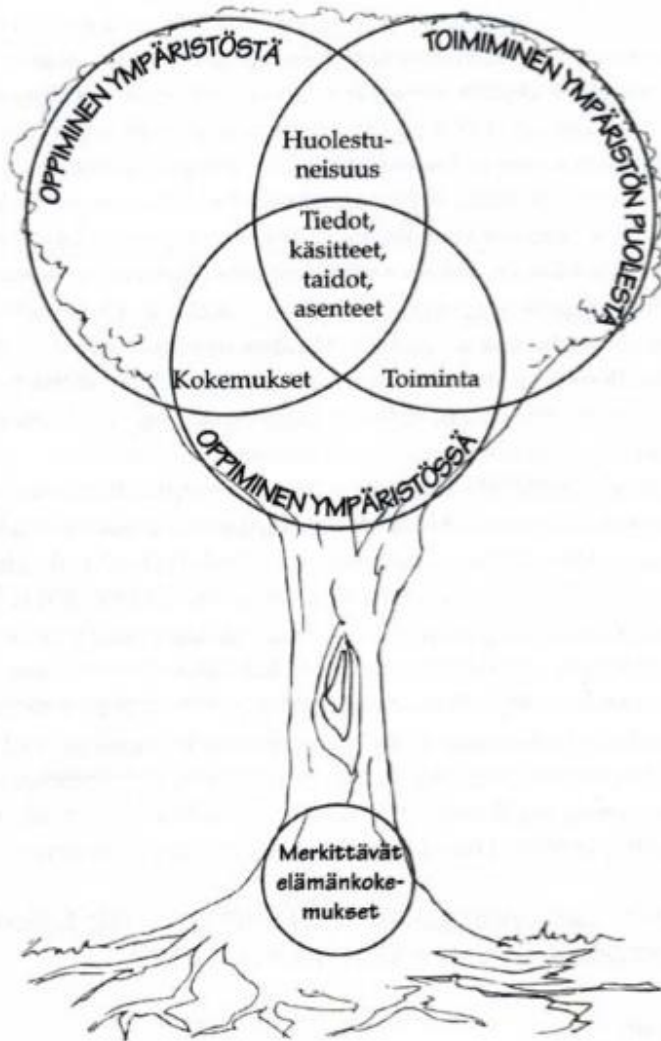 OPPIMINEN YMPÄRISTÖSTÄ
TOIMIMINEN YMPÄRISTÖN PUOLESTA
Huolestu-
neisuus
Tiedot,
käsitteet,
taidot,
asenteet
Kokemukset
Toiminta
OPPIMINEN YMPÄRISTÖSSÄ
Merkittävät
elämänkoke-
mukset